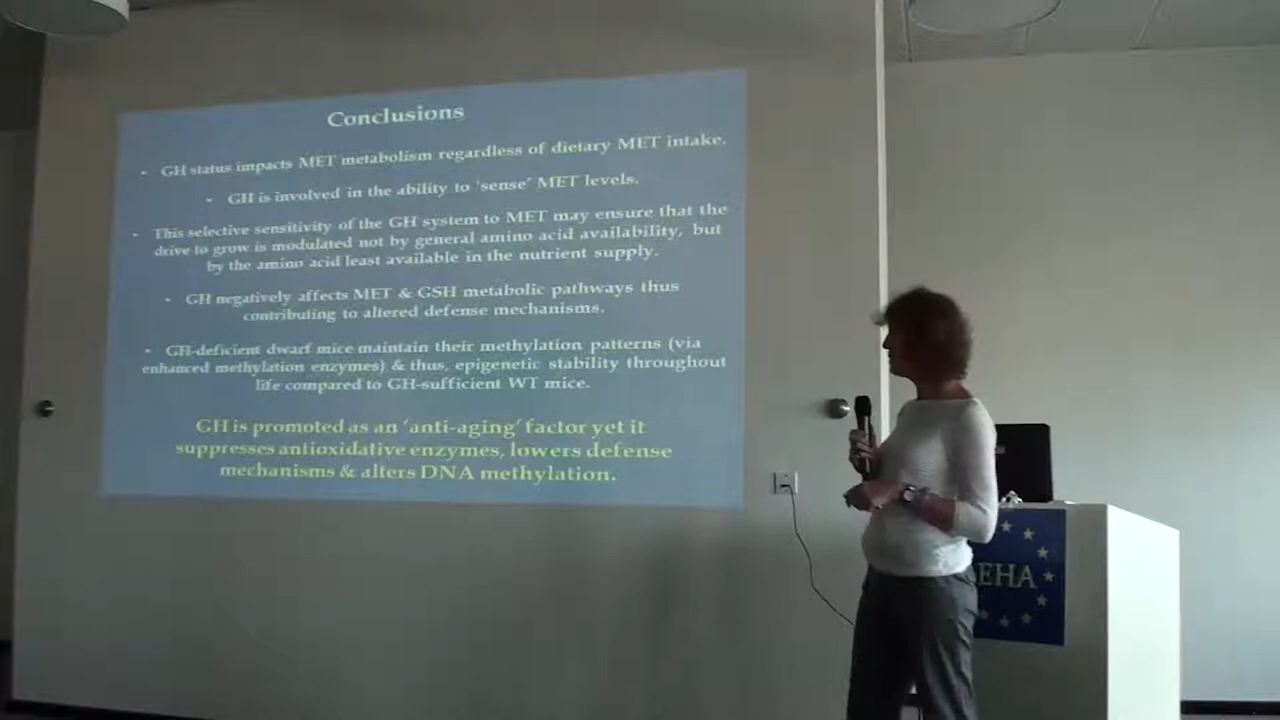 Conclusions
• GH status impacts MET metabolism regardless of dietary MET intake.
• GH is involved in the ability to 'sense' MET levels.
• This selective sensitivity of the GH system to MET may ensure that the
drive to grow is modulated not by general amino acid availability, but
by the amino acid least available in the nutrient supply.
• GH negatively affects MET & GSH metabolic pathways thus
contributing to altered defense mechanisms.
• GH-deficient dwarf mice maintain their methylation patterns (via
enhanced methylation enzymes) & thus, epigenetic stability throughout
life compared to GH-sufficient WT mice.
GH is promoted as an 'anti-aging' factor yet it
suppresses antioxidative enzymes, lowers defense
mechanisms & alters DNA methylation.
EHA